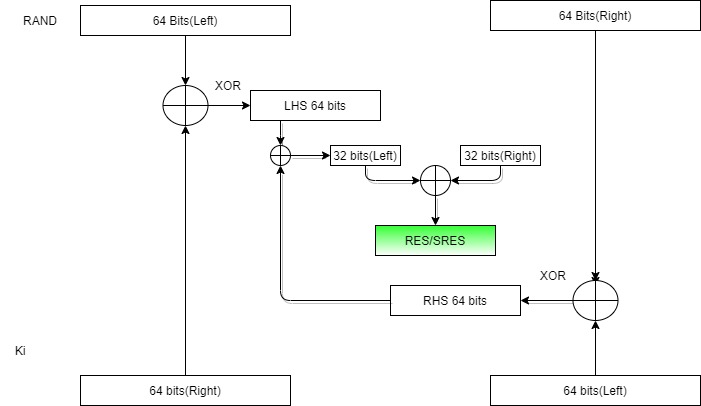 RAND
64 Bits(Left)
64 Bits(Right)
XOR
LHS 64 bits
32 bits(Left)
32 bits(Right)
RES/SRES
XOR
RHS 64 bits
Ki
64 bits(Right)
64 bits(Left)